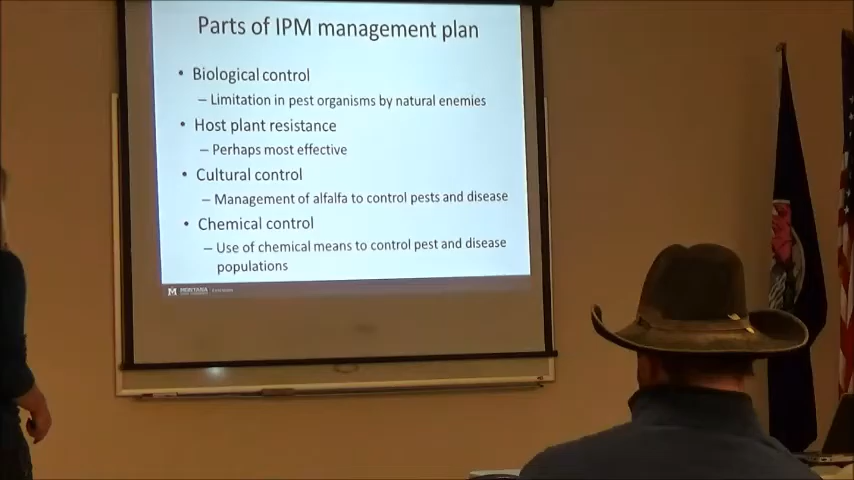 Parts of IPM management plan
• Biological control
– Limitation in pest organisms by natural enemies
• Host plant resistance
– Perhaps most effective
• Cultural control
– Management of alfalfa to control pests and disease
• Chemical control
– Use of chemical means to control pest and disease
populations
M MONTANA